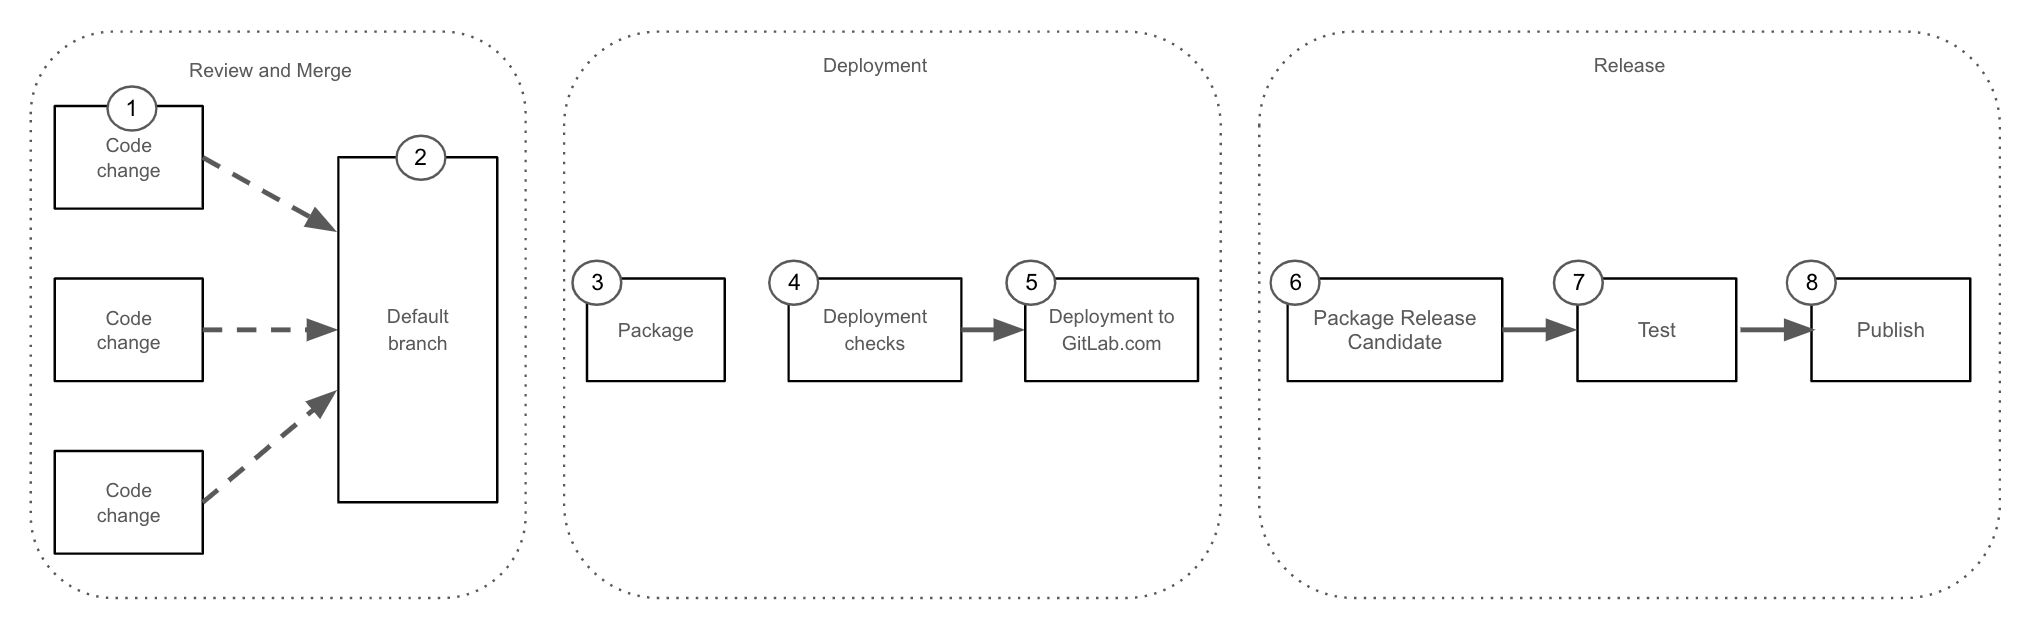 Review and Merge
1
Code
change
Code
change
Code
change
2
Default
branch
Deployment
3
Package
4
Deployment
checks
5
Deployment to
GitLab.com
Release
6
Package Release
Candidate
7
Test
8
Publish